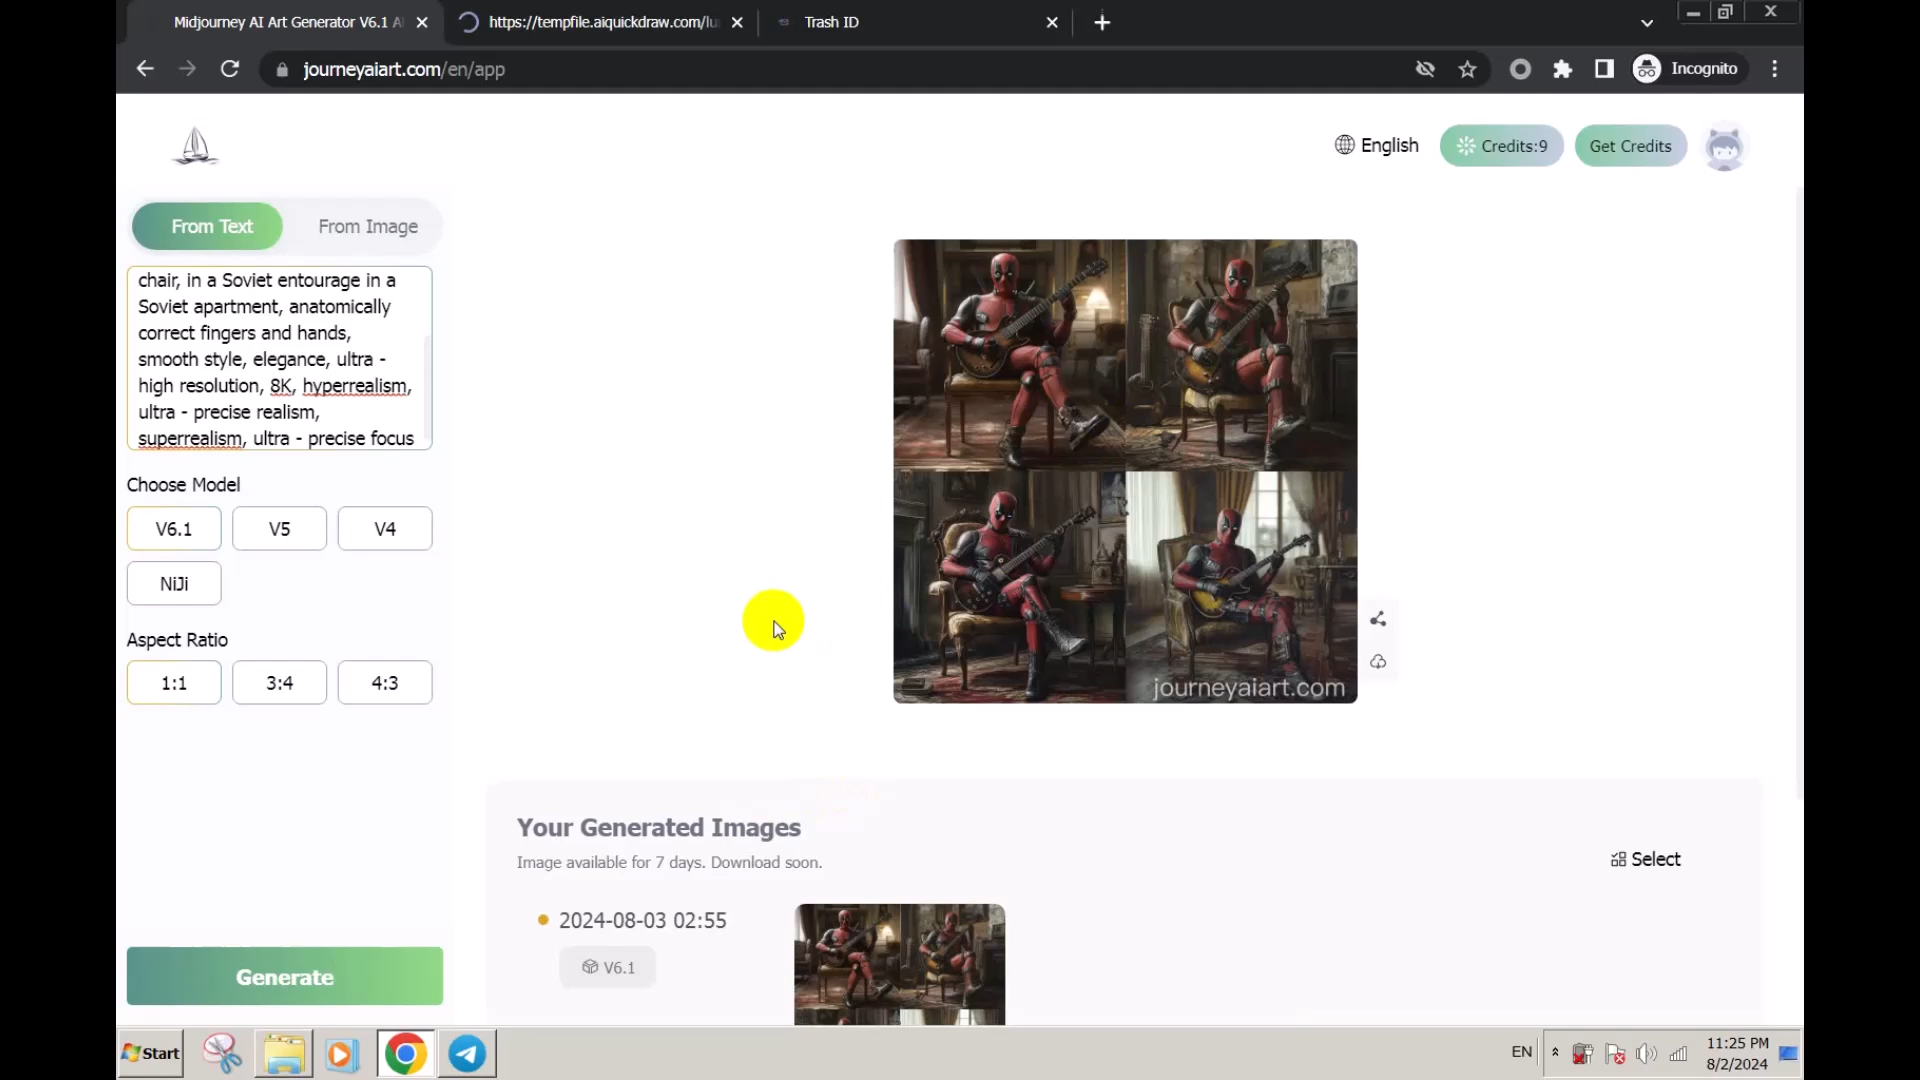 Midjourney AI Art Generator V6.1 A
https://tempfile.aiquickdraw.com/lu
Trash ID
journeyaiart.com/en/app
Incognito
English
Credits:9
Get Credits
From Text
From Image
chair, in a Soviet entourage in a
Soviet apartment, anatomically
correct fingers and hands,
smooth style, elegance, ultra -
high resolution, 8K, hyperrealism,
ultra - precise realism,
superrealism, ultra - precise focus
Choose Model
V6.1
V5
V4
NiJi
Aspect Ratio
1:1
3:4
4:3
Generate
journeyaiart.com
Your Generated Images
Image available for 7 days. Download soon.
Select
2024-08-03 02:55
V6.1
Start
EN
11:25 PM
8/2/2024